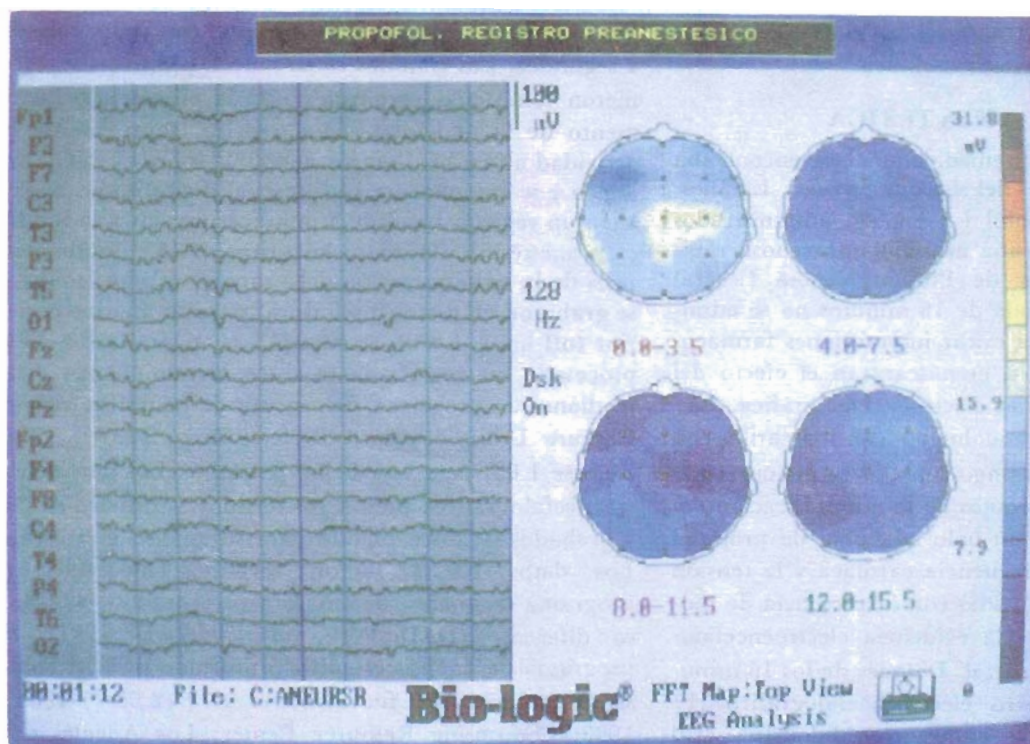 PROPOFOL. REGISTRO PREANESTESICO
Fp1
F3
F7
C3
T3
P3
T5
O1
Fz
Cz
Pz
Fp2
F4
F8
C4
T4
P4
T6
O2
100
uV
128
Hz
Dsk
On
31.8
uV
15.9
7.9
0
0.0-3.5
4.0-7.5
8.0-11.5
12.0-15.5
00:01:12
File: C:ANEURSR
Bio-logic®
FFT Map:Top View
EEG Analysis